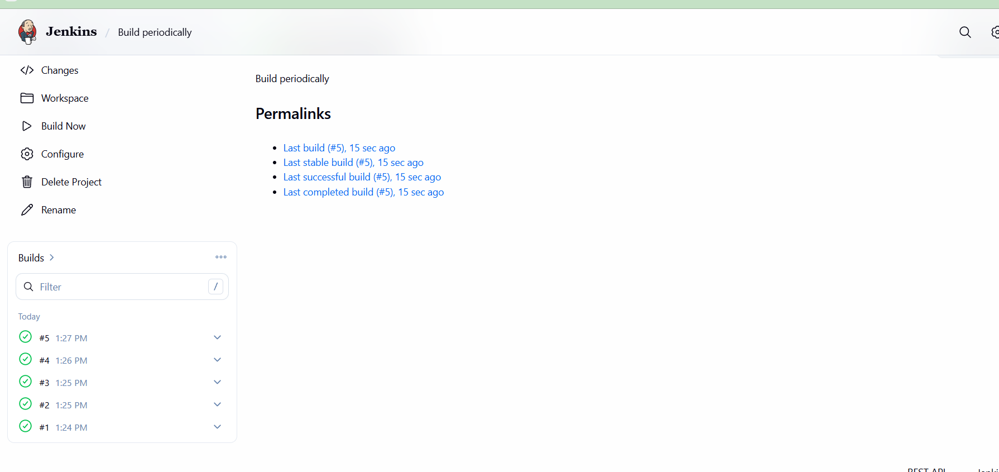 Jenkins / Build periodically
Changes
Workspace
Build Now
Configure
Delete Project
Rename
Builds
Filter /
Today
#5 1:27 PM
#4 1:26 PM
#3 1:25 PM
#2 1:25 PM
#1 1:24 PM
Build periodically
Permalinks
Last build (#5), 15 sec ago
Last stable build (#5), 15 sec ago
Last successful build (#5), 15 sec ago
Last completed build (#5), 15 sec ago
REST API